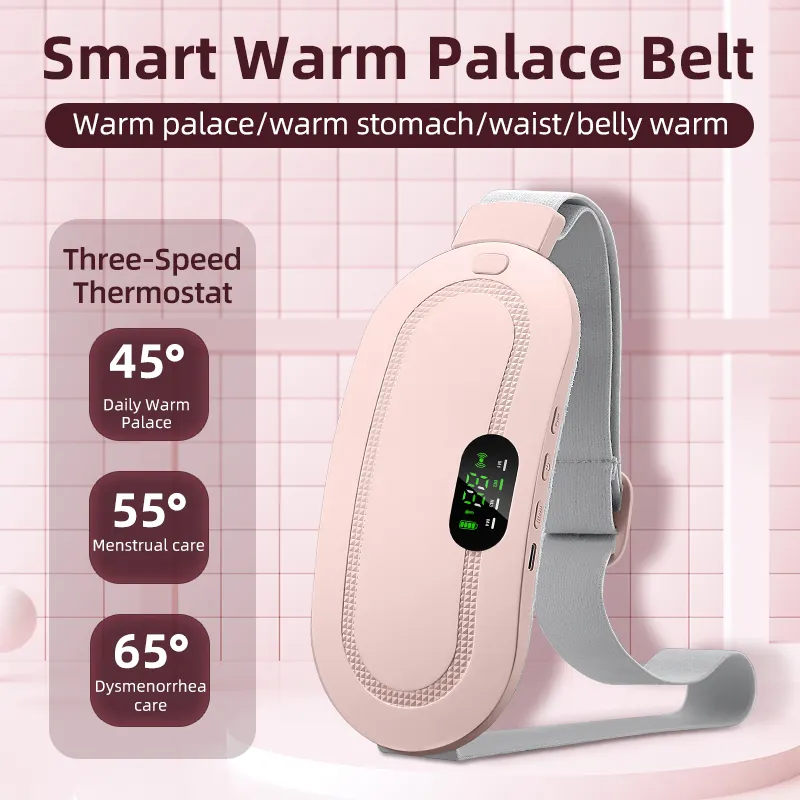 Smart Warm Palace Belt
Warm palace/warm stomach/waist/belly warm
Three-Speed
Thermostat
45°
Daily Warm
Palace
55°
Menstrual care
65°
Dysmenorrhea
care